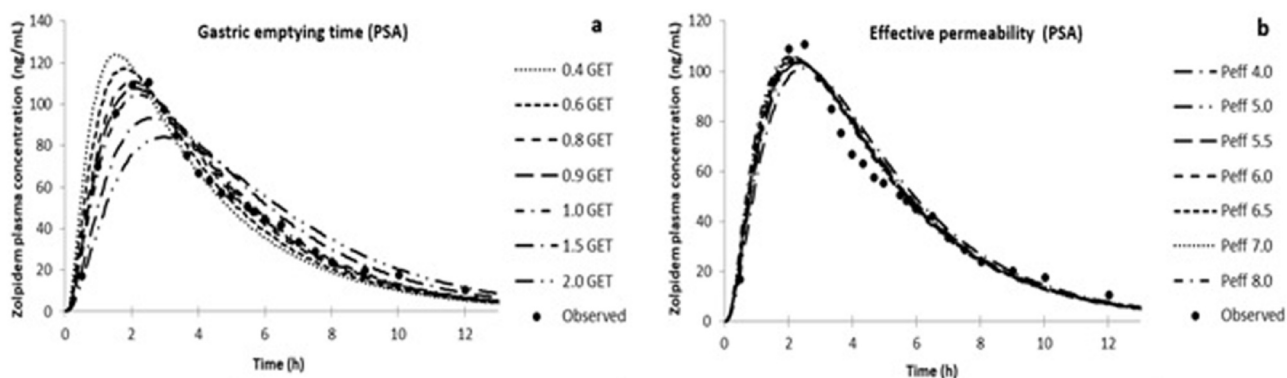 Gastric emptying time (PSA)
a
Zolpidem plasma concentration (ng/mL)
140
120
100
80
60
40
20
0
0 2 4 6 8 10 12
Time (h)
0.4 GET
0.6 GET
0.8 GET
0.9 GET
1.0 GET
1.5 GET
2.0 GET
Observed
Effective permeability (PSA)
b
Zolpidem plasma concentration (ng/mL)
120
100
80
60
40
20
0
0 2 4 6 8 10 12
Time (h)
Peff 4.0
Peff 5.0
Peff 5.5
Peff 6.0
Peff 6.5
Peff 7.0
Peff 8.0
Observed